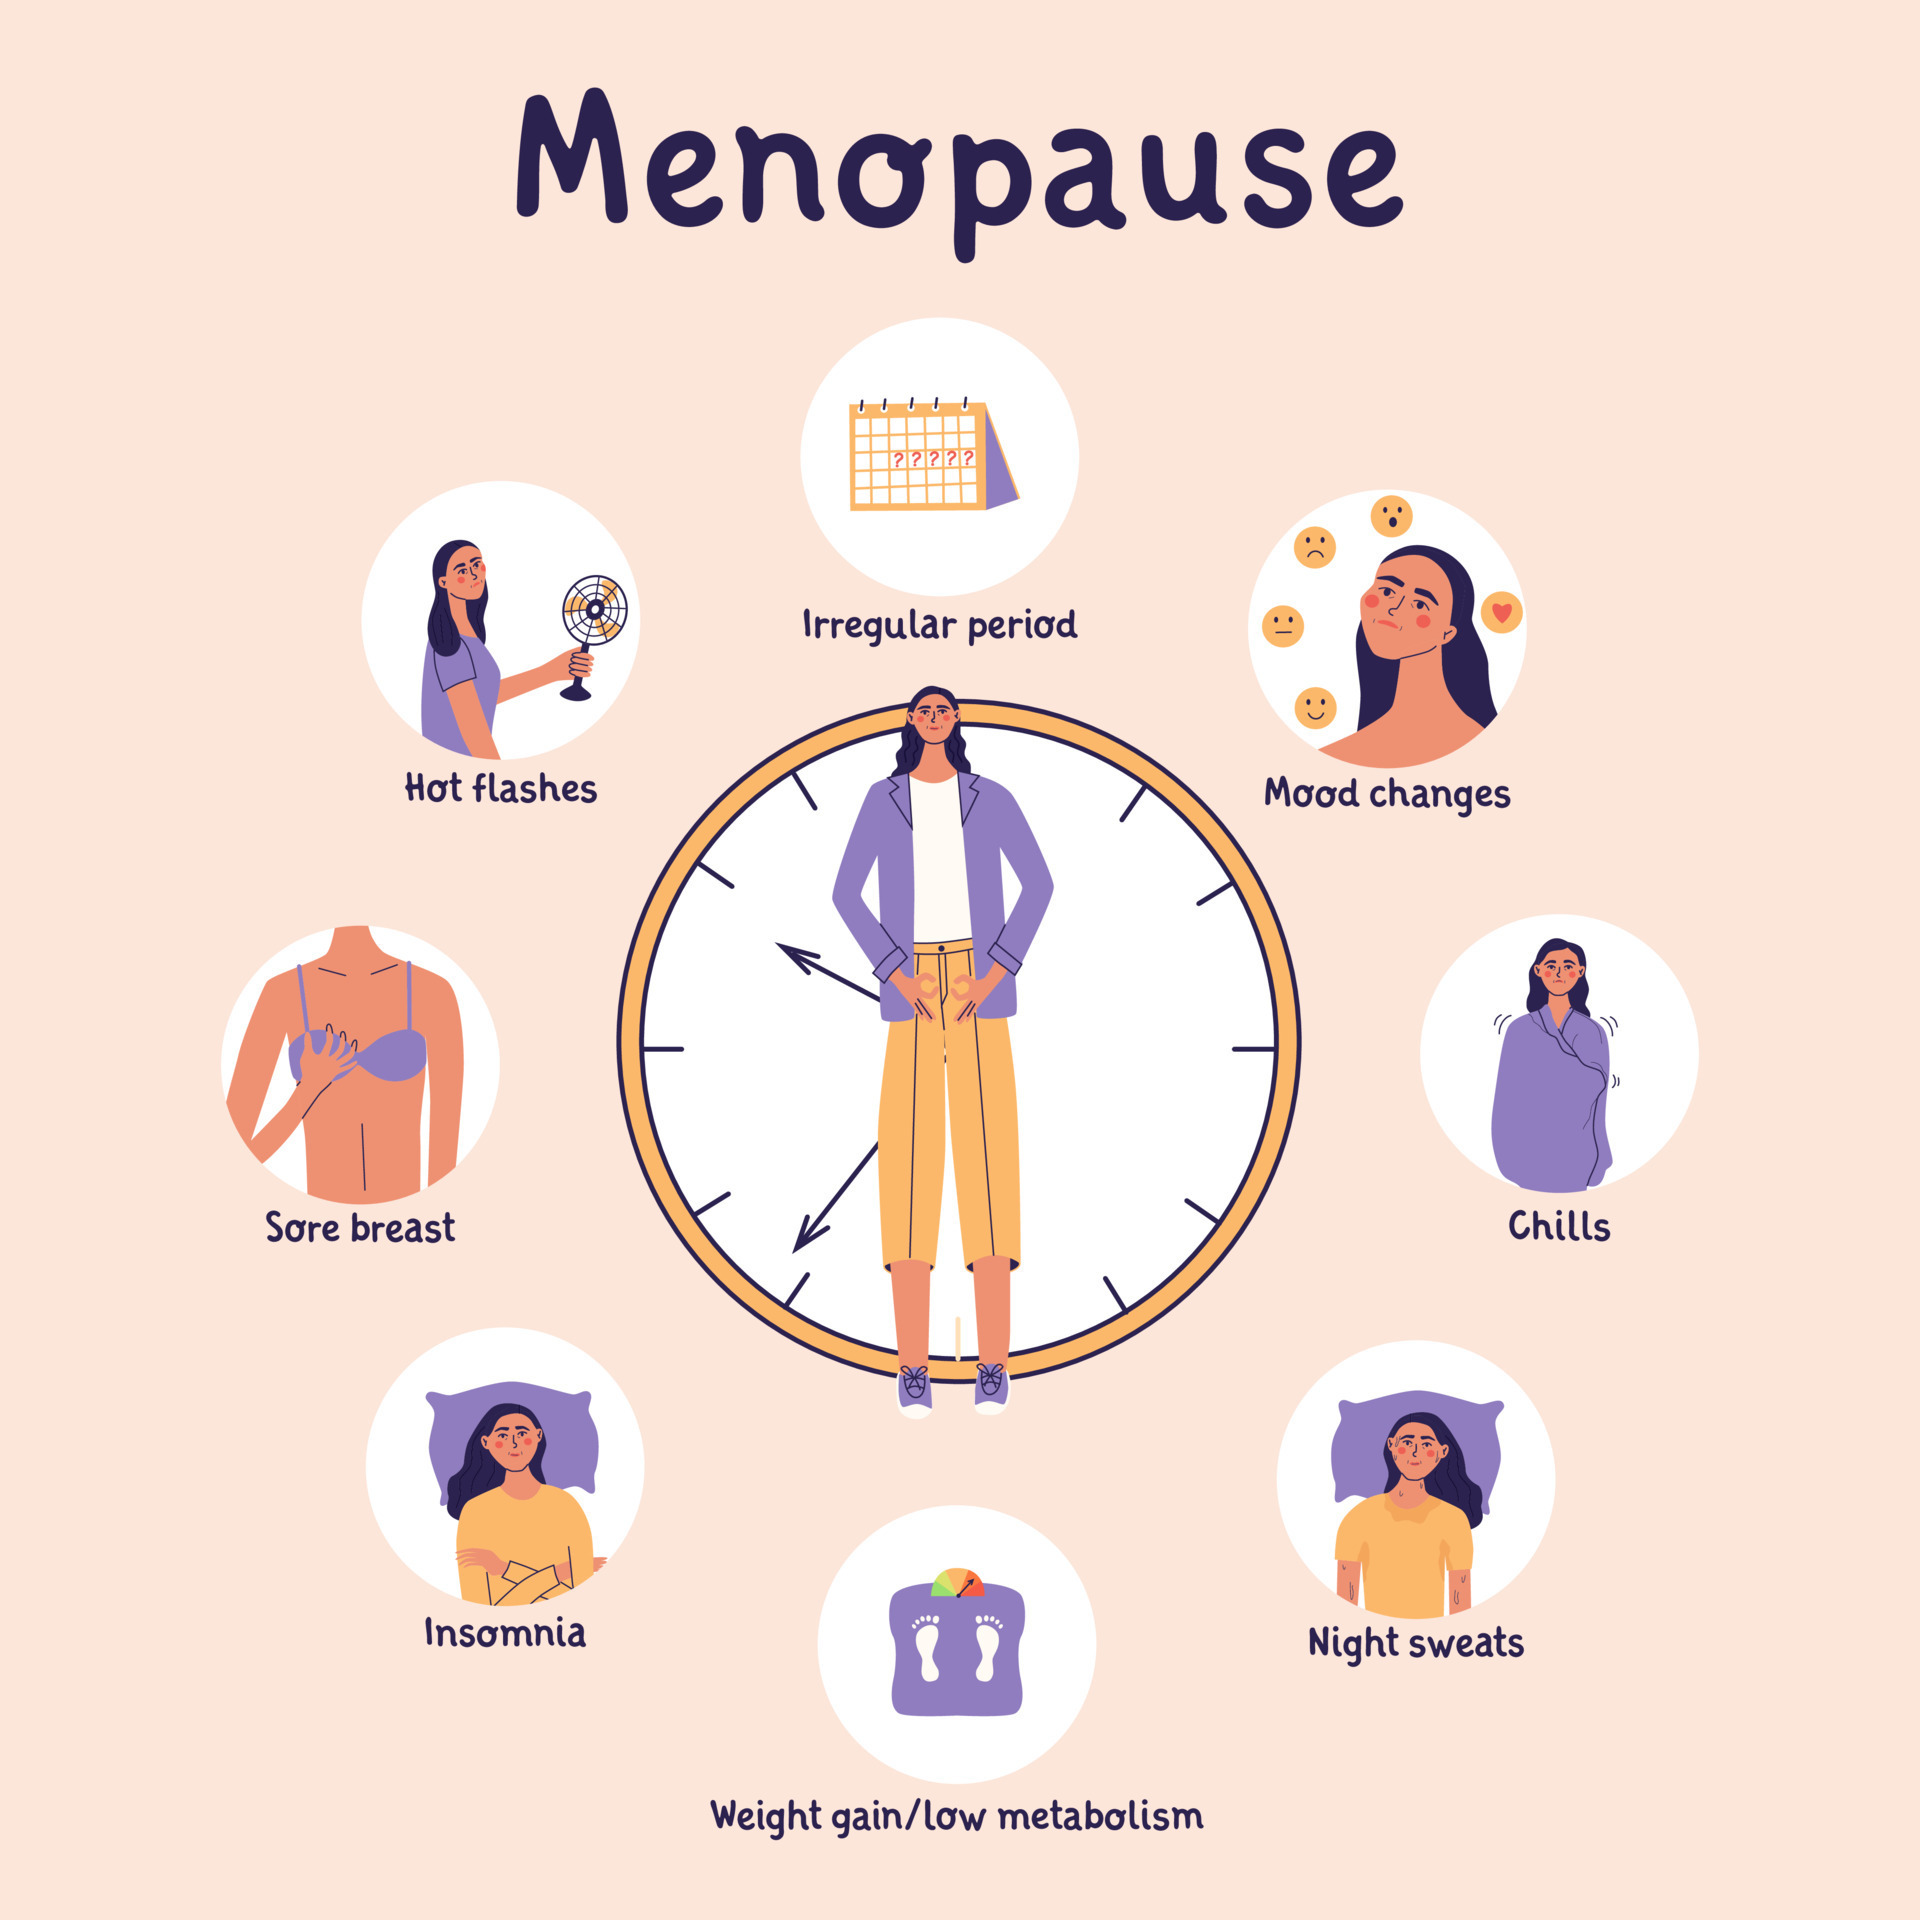 Menopause
? ? ? ? ?
Irregular period
Hot flashes
Mood changes
Sore breast
Chills
Insomnia
Night sweats
Weight gain/low metabolism